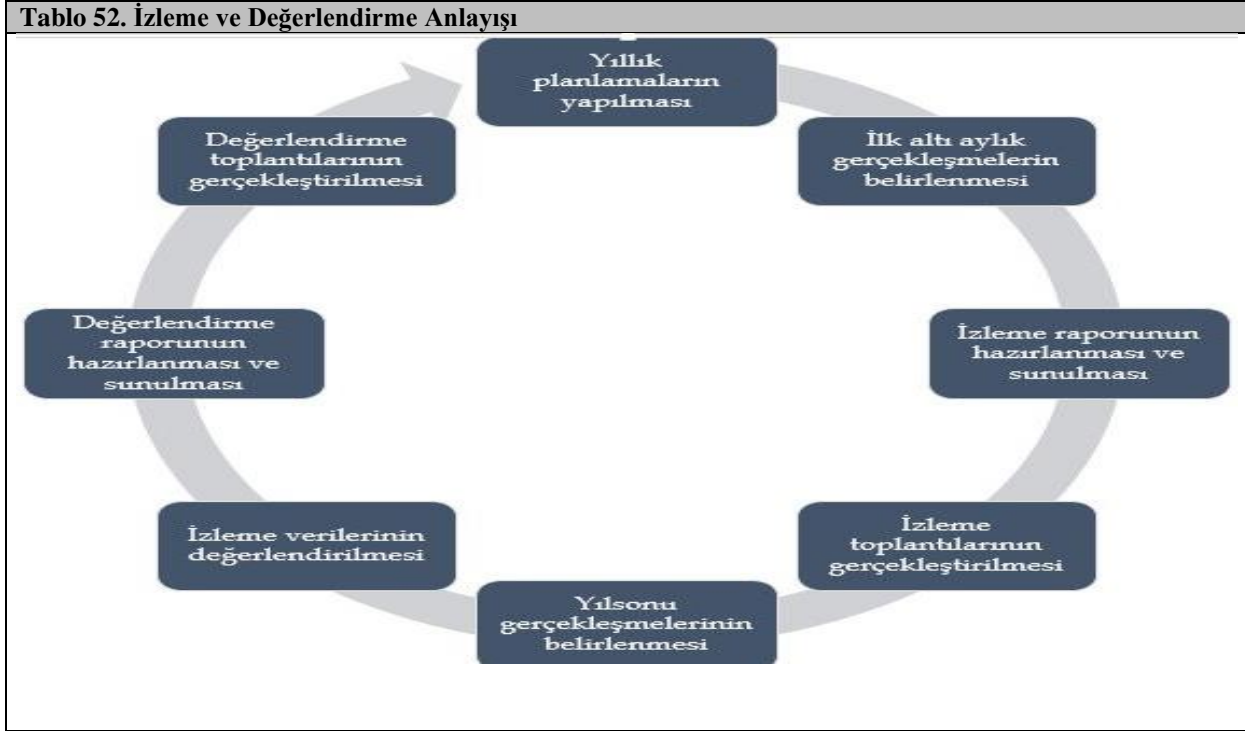 Tablo 52. İzleme ve Değerlendirme Anlayışı
Yıllık
planlamaların
yapılması
İlk altı aylık
gerçekleşmelerin
belirlenmesi
İzleme raporunun
hazırlanması ve
sunulması
İzleme
toplantılarının
gerçekleştirilmesi
Yılsonu
gerçekleşmelerinin
belirlenmesi
İzleme verilerinin
değerlendirilmesi
Değerlendirme
raporunun
hazırlanması ve
sunulması
Değerlendirme
toplantılarının
gerçekleştirilmesi